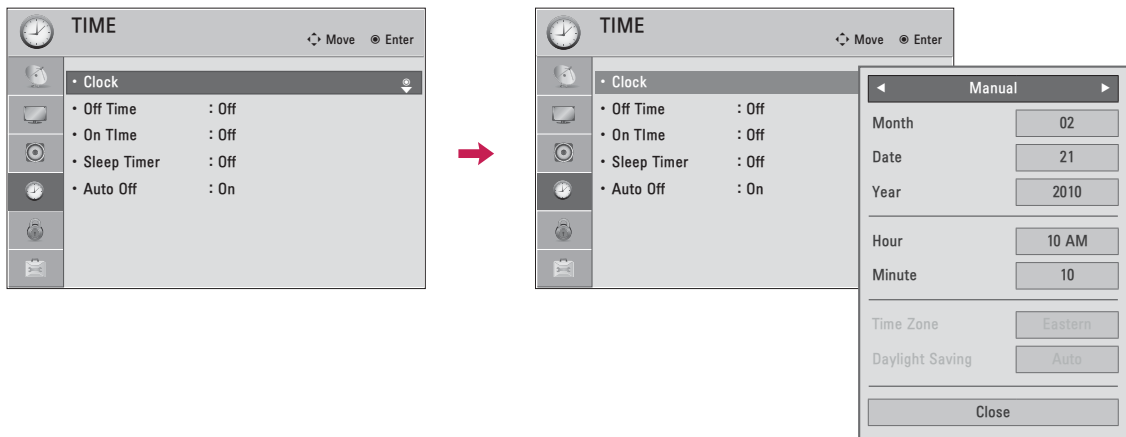 TIME
Move Enter
• Clock
• Off Time : Off
• On TIme : Off
• Sleep Timer : Off
• Auto Off : On
TIME
Move Enter
• Clock
• Off Time : Off
• On TIme : Off
• Sleep Timer : Off
• Auto Off : On
◀ Manual ▶
Month 02
Date 21
Year 2010
Hour 10 AM
Minute 10
Time Zone Eastern
Daylight Saving Auto
Close